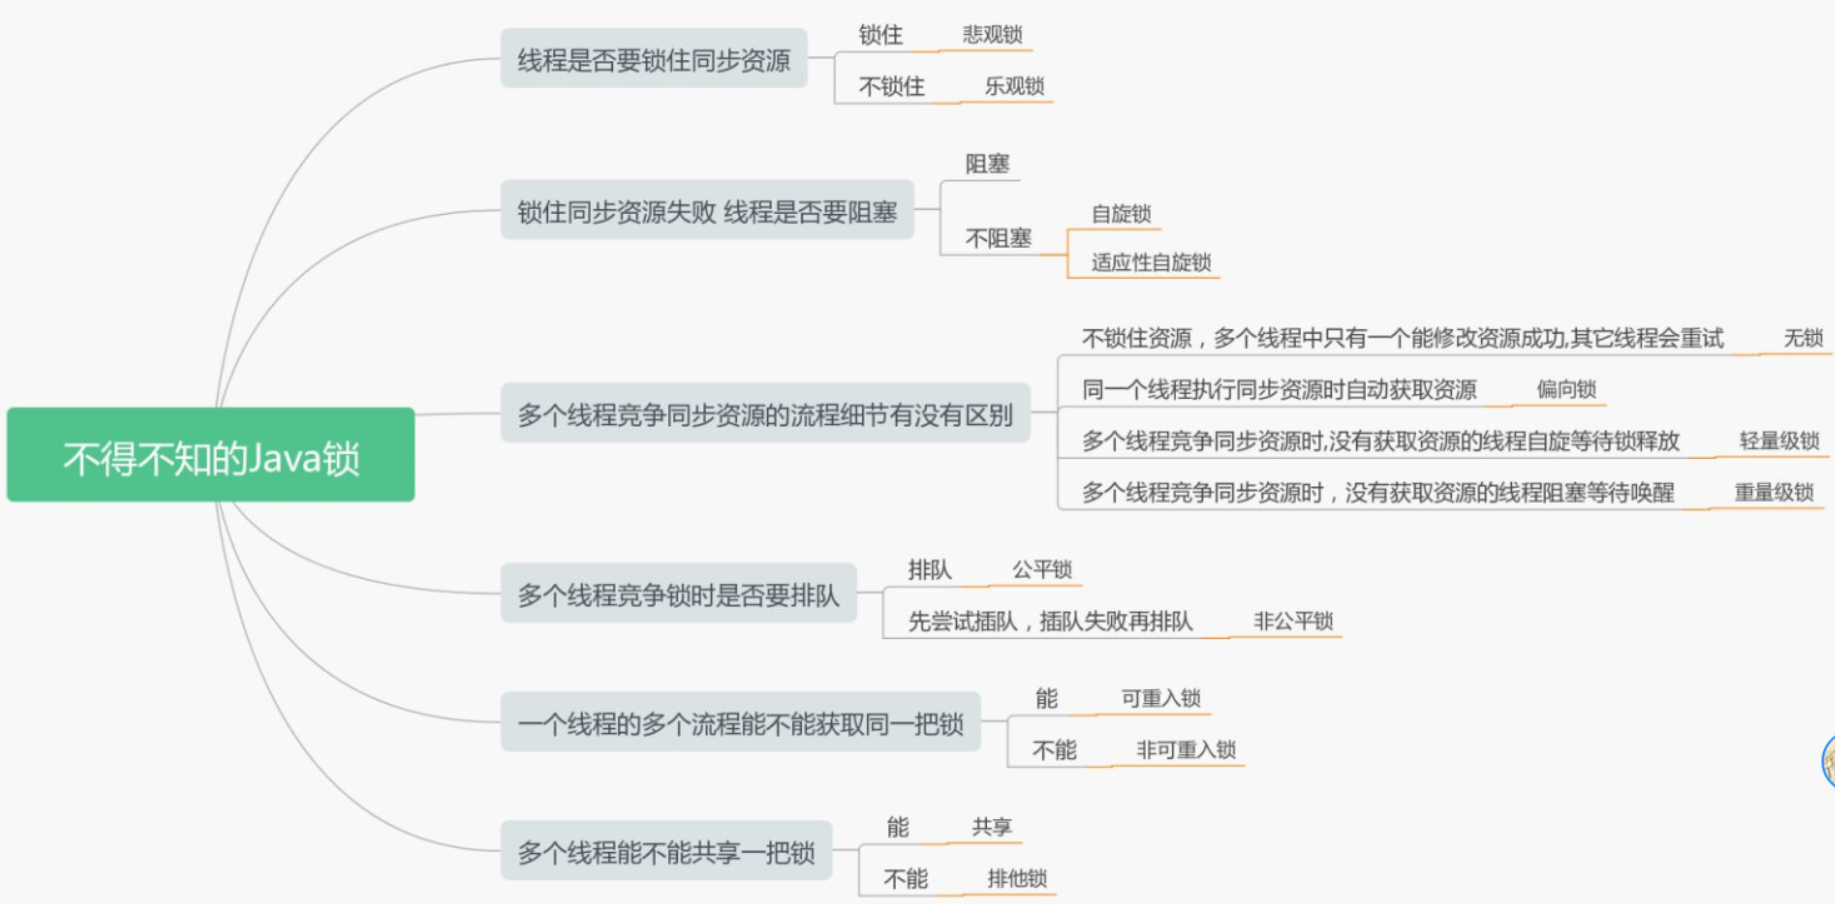 不得不知的Java锁
线程是否要锁住同步资源
锁住
悲观锁
不锁住
乐观锁
锁住同步资源失败 线程是否要阻塞
阻塞
不阻塞
自旋锁
适应性自旋锁
多个线程竞争同步资源的流程细节有没有区别
不锁住资源，多个线程中只有一个能修改资源成功,其它线程会重试
无锁
同一个线程执行同步资源时自动获取资源
偏向锁
多个线程竞争同步资源时,没有获取资源的线程自旋等待锁释放
轻量级锁
多个线程竞争同步资源时，没有获取资源的线程阻塞等待唤醒
重量级锁
多个线程竞争锁时是否要排队
排队
公平锁
先尝试插队，插队失败再排队
非公平锁
一个线程的多个流程能不能获取同一把锁
能
可重入锁
不能
非可重入锁
多个线程能不能共享一把锁
能
共享
不能
排他锁